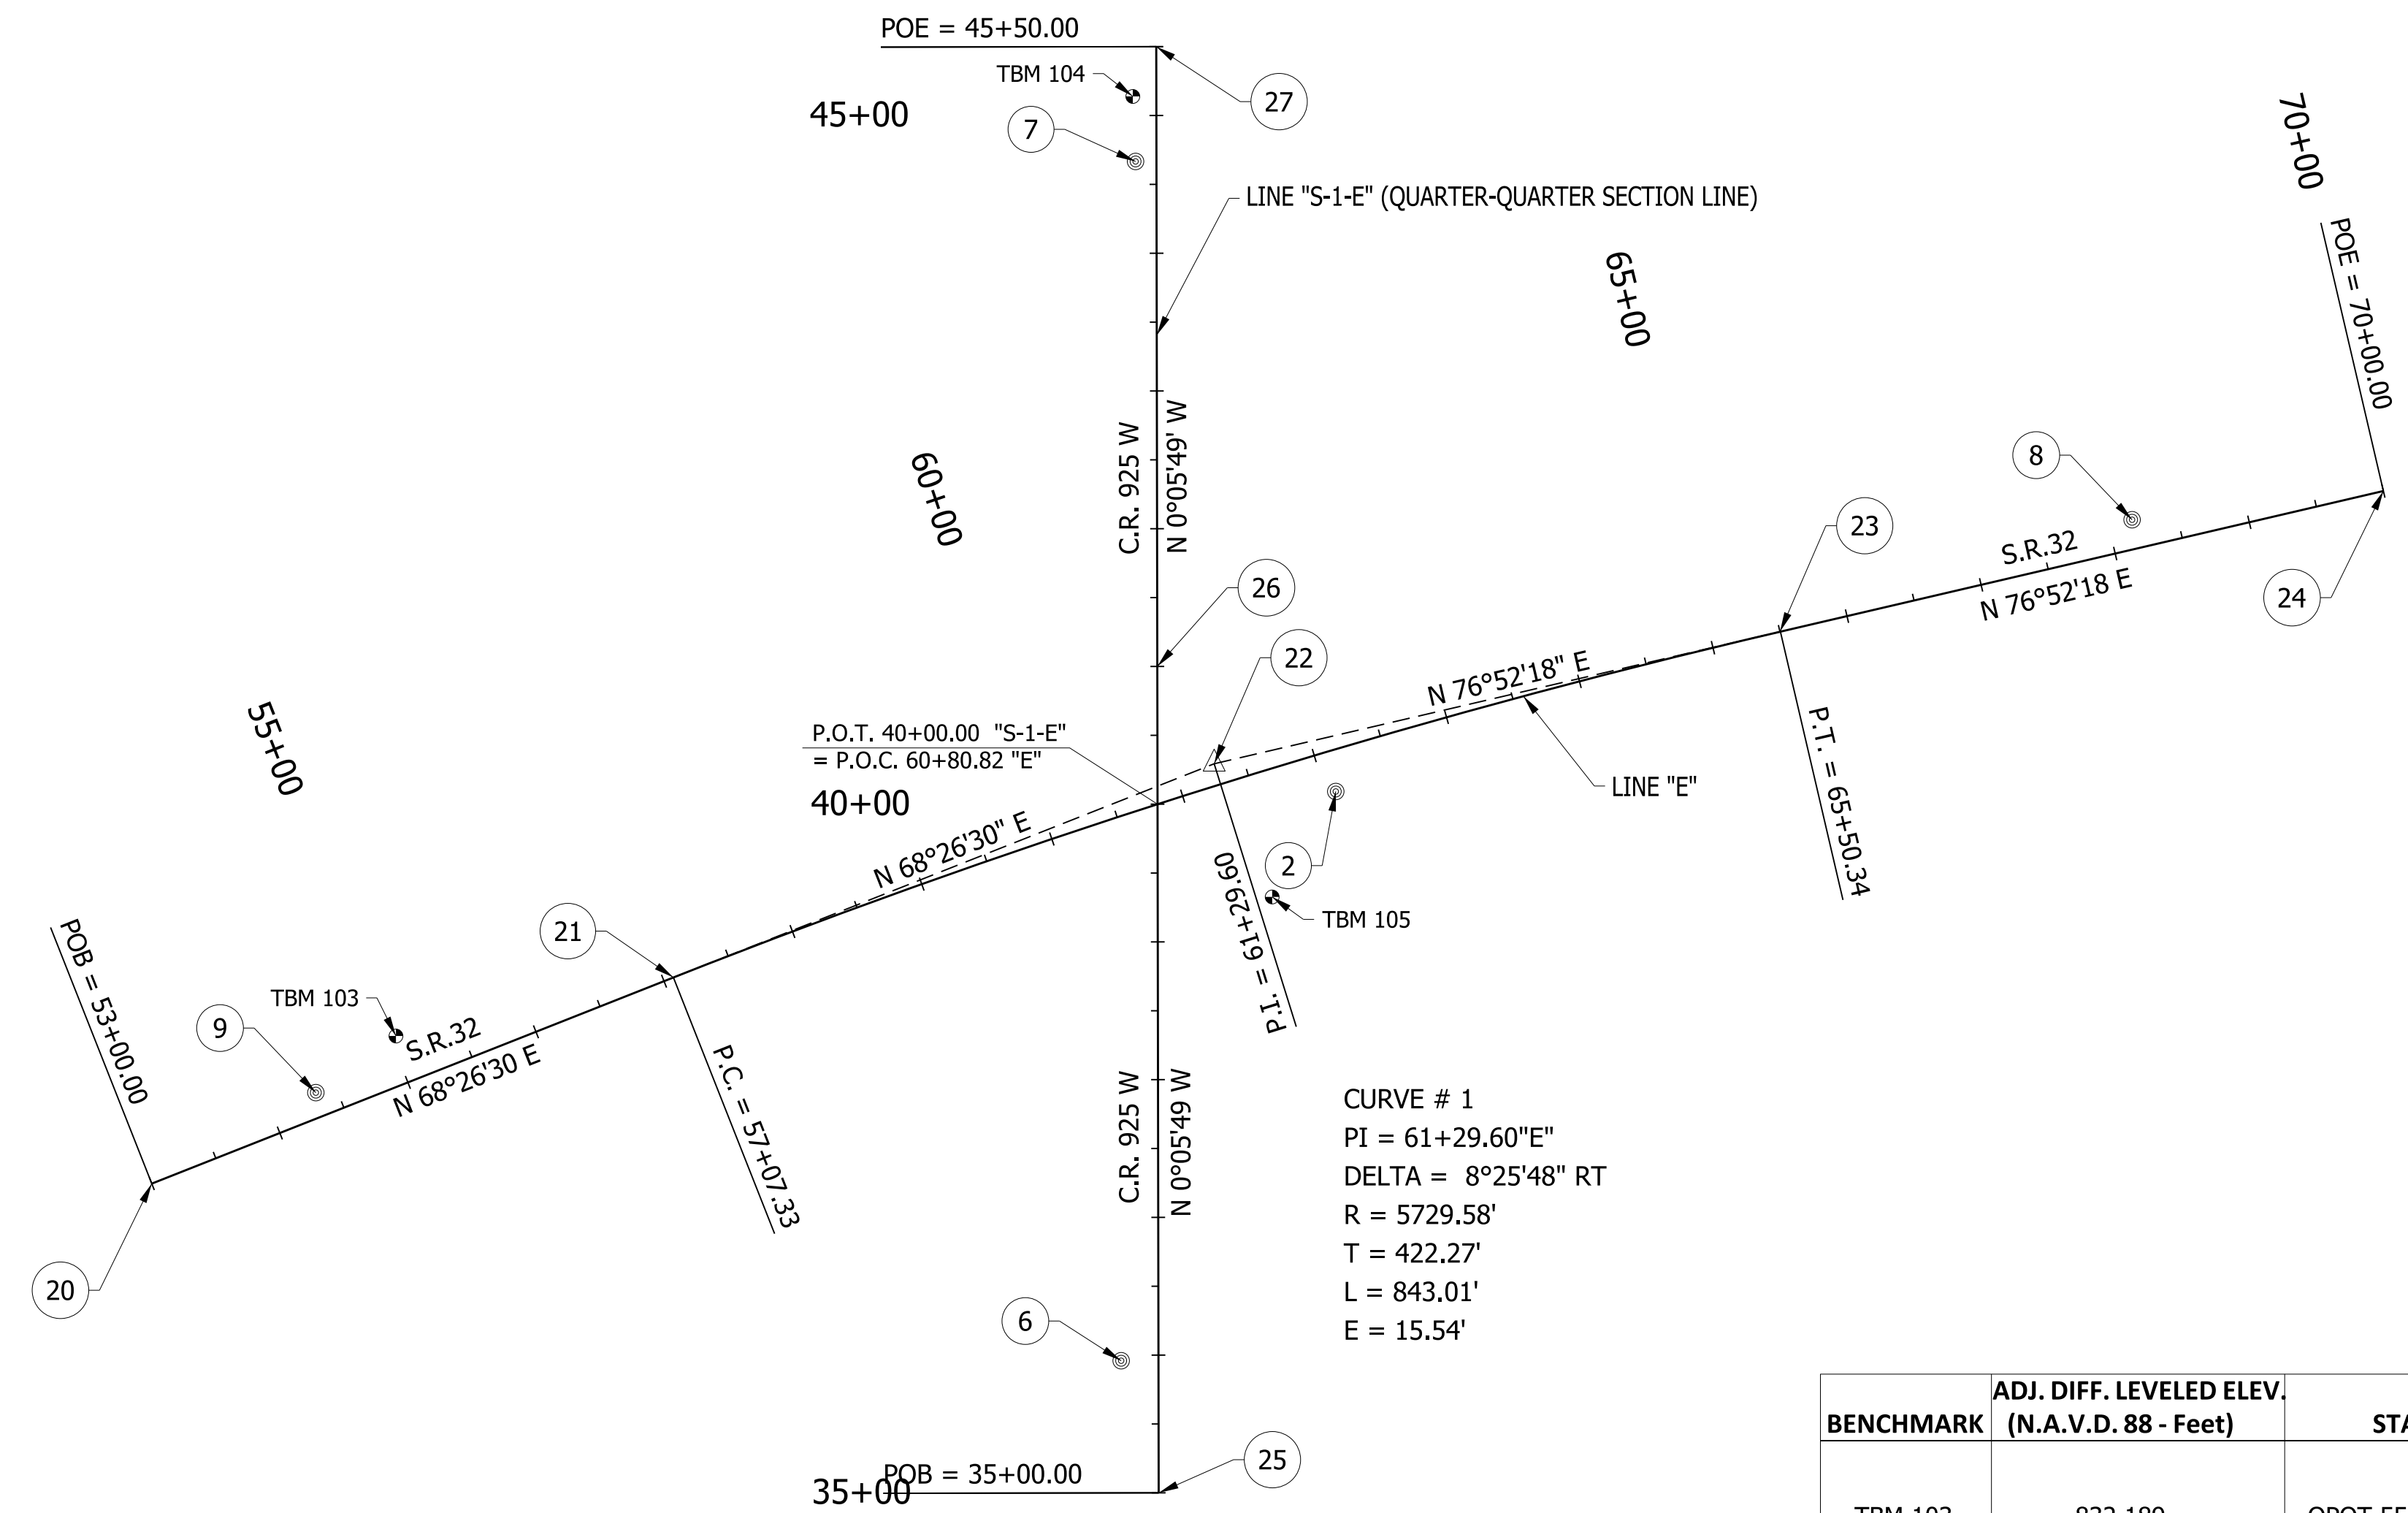 POE = 45+50.00
TBM 104
27
45+00
7
70+00
LINE "S-1-E" (QUARTER-QUARTER SECTION LINE)
POE = 70+00.00
65+00
C.R. 925 W
N 0°05'49' W
60+00
8
23
S.R.32
N 76°52'18 E
24
26
22
N 76°52'18" E
55+00
P.O.T. 40+00.00 "S-1-E"
= P.O.C. 60+80.82 "E"
40+00
LINE "E"
P.T. = 65+50.34
N 68°26'30" E
2
P.I. = 61+29.60
TBM 105
21
POB = 53+00.00
TBM 103
9
S.R.32
N 68°26'30 E
P.C. = 57+07.33
C.R. 925 W
N 0°05'49 W
20
CURVE # 1
PI = 61+29.60"E"
DELTA = 8°25'48" RT
R = 5729.58'
T = 422.27'
L = 843.01'
E = 15.54'
6
25
POB = 35+00.00
35+00
ADJ. DIFF. LEVELED ELEV.
BENCHMARK (N.A.V.D. 88 - Feet)